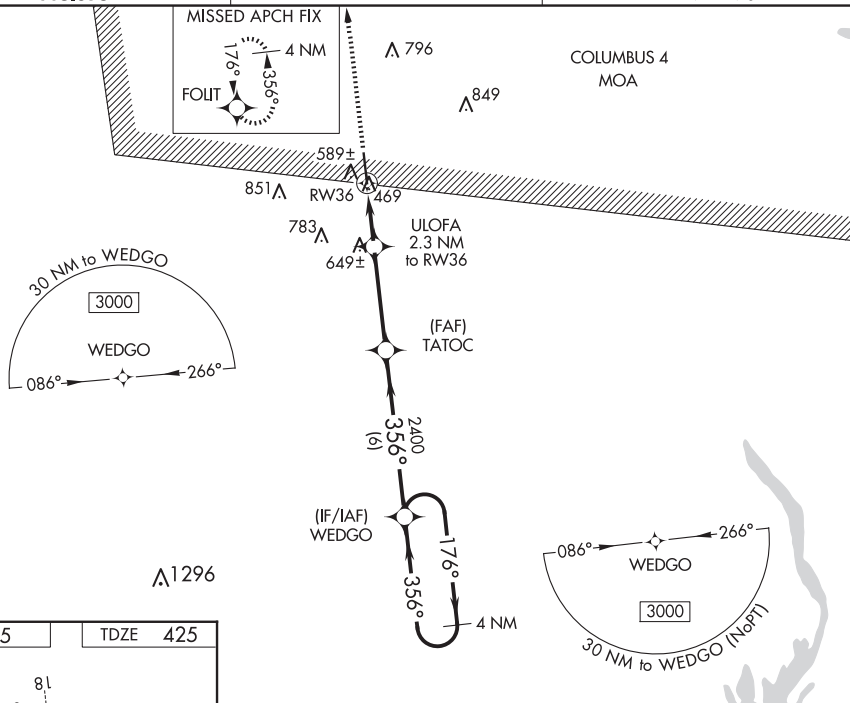 MISSED APCH FIX
4 NM
176°
356°
FOLIT
796
849
COLUMBUS 4
MOA
589±
851
RW36
469
783
649±
ULOFA
2.3 NM
to RW36
30 NM to WEDGO
3000
WEDGO
086°
266°
(FAF)
TATOC
2400
356°
(6)
(IF/IAF)
WEDGO
176°
356°
4 NM
1296
086°
266°
WEDGO
3000
30 NM to WEDGO (NoPT)
5
TDZE 425
18